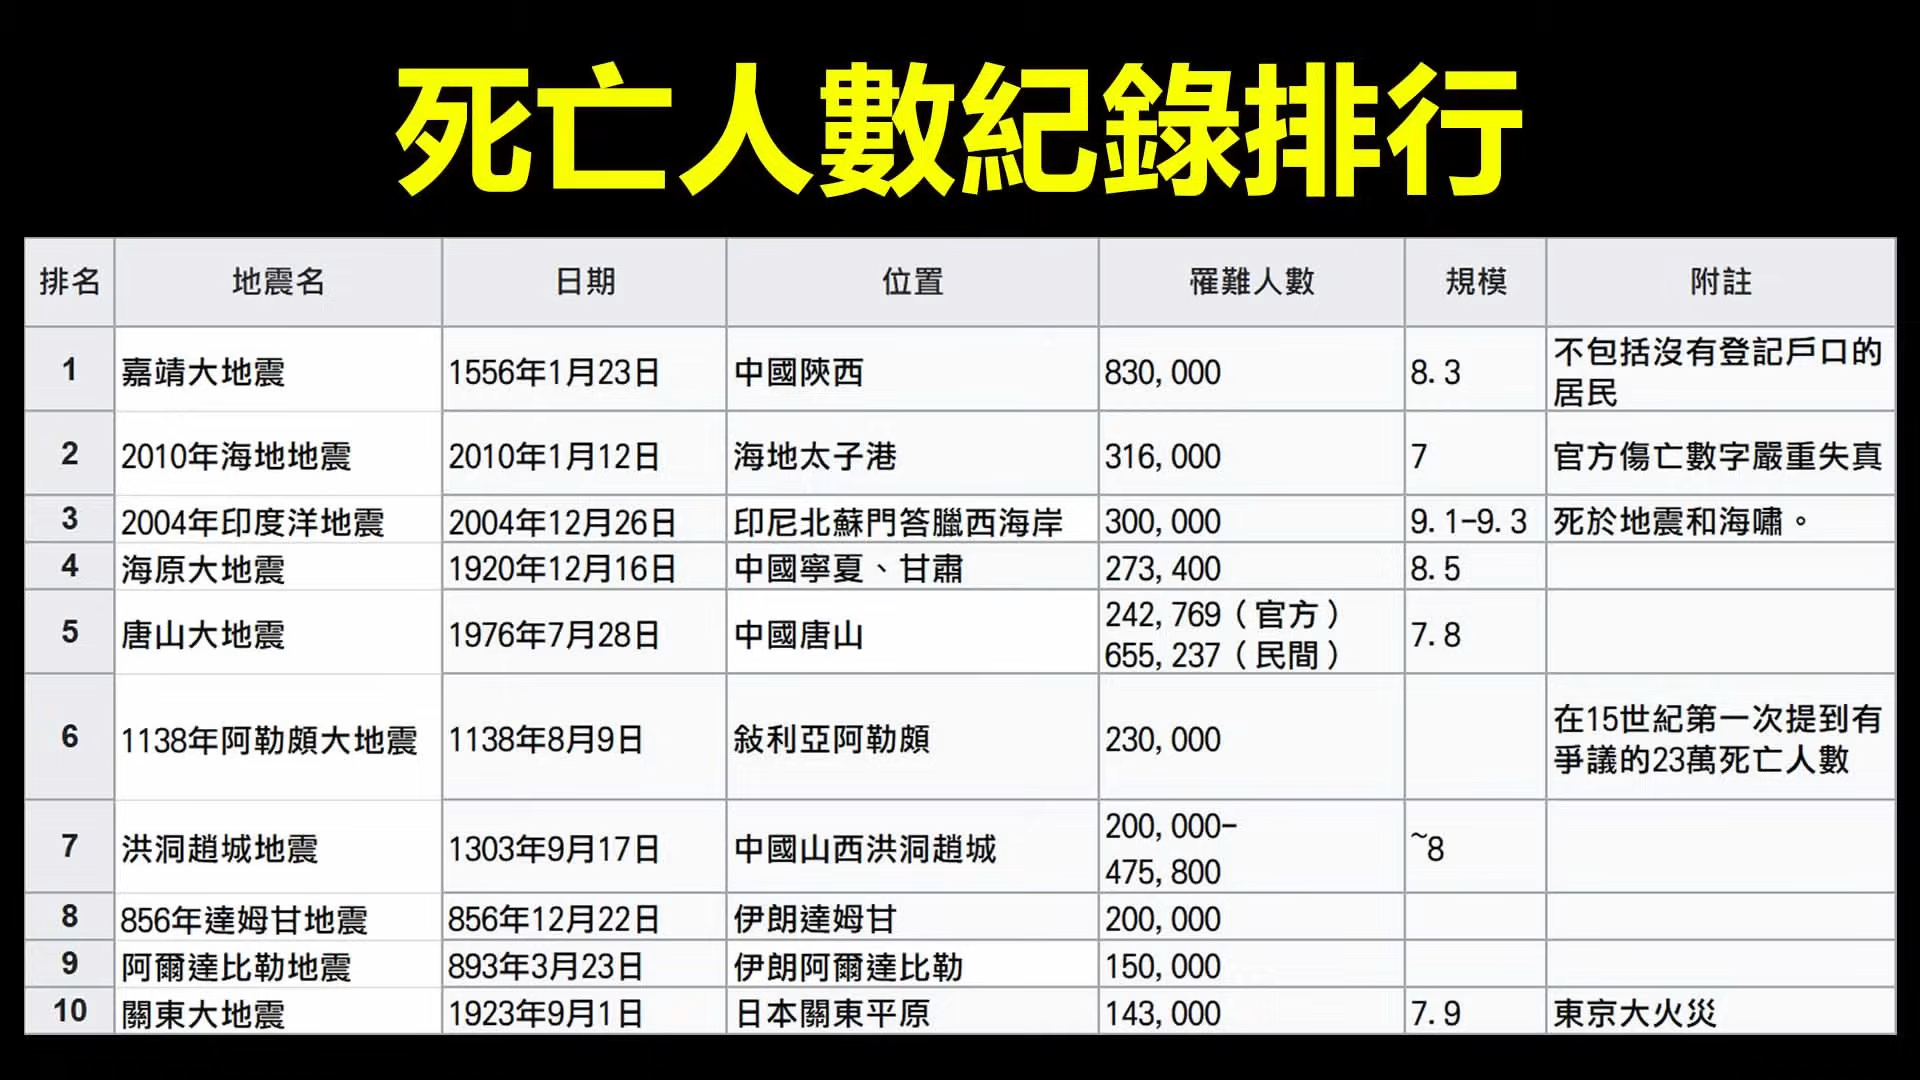 死亡人數紀錄排行
排名 地震名 日期 位置 罹難人數 規模 附註
1 嘉靖大地震 1556年1月23日 中國陝西 830,000 8.3 不包括沒有登記戶口的
居民
2 2010年海地地震 2010年1月12日 海地太子港 316,000 7 官方傷亡數字嚴重失真
3 2004年印度洋地震 2004年12月26日 印尼北蘇門答臘西海岸 300,000 9.1-9.3 死於地震和海嘯。
4 海原大地震 1920年12月16日 中國寧夏、甘肅 273,400 8.5
5 唐山大地震 1976年7月28日 中國唐山 242,769（官方） 7.8
655,237（民間）
6 1138年阿勒頗大地震 1138年8月9日 敍利亞阿勒頗 230,000 在15世紀第一次提到有
爭議的23萬死亡人數
7 洪洞趙城地震 1303年9月17日 中國山西洪洞趙城 200,000- ~8
475,800
8 856年達姆甘地震 856年12月22日 伊朗達姆甘 200,000
9 阿爾達比勒地震 893年3月23日 伊朗阿爾達比勒 150,000
10 關東大地震 1923年9月1日 日本關東平原 143,000 7.9 東京大火災